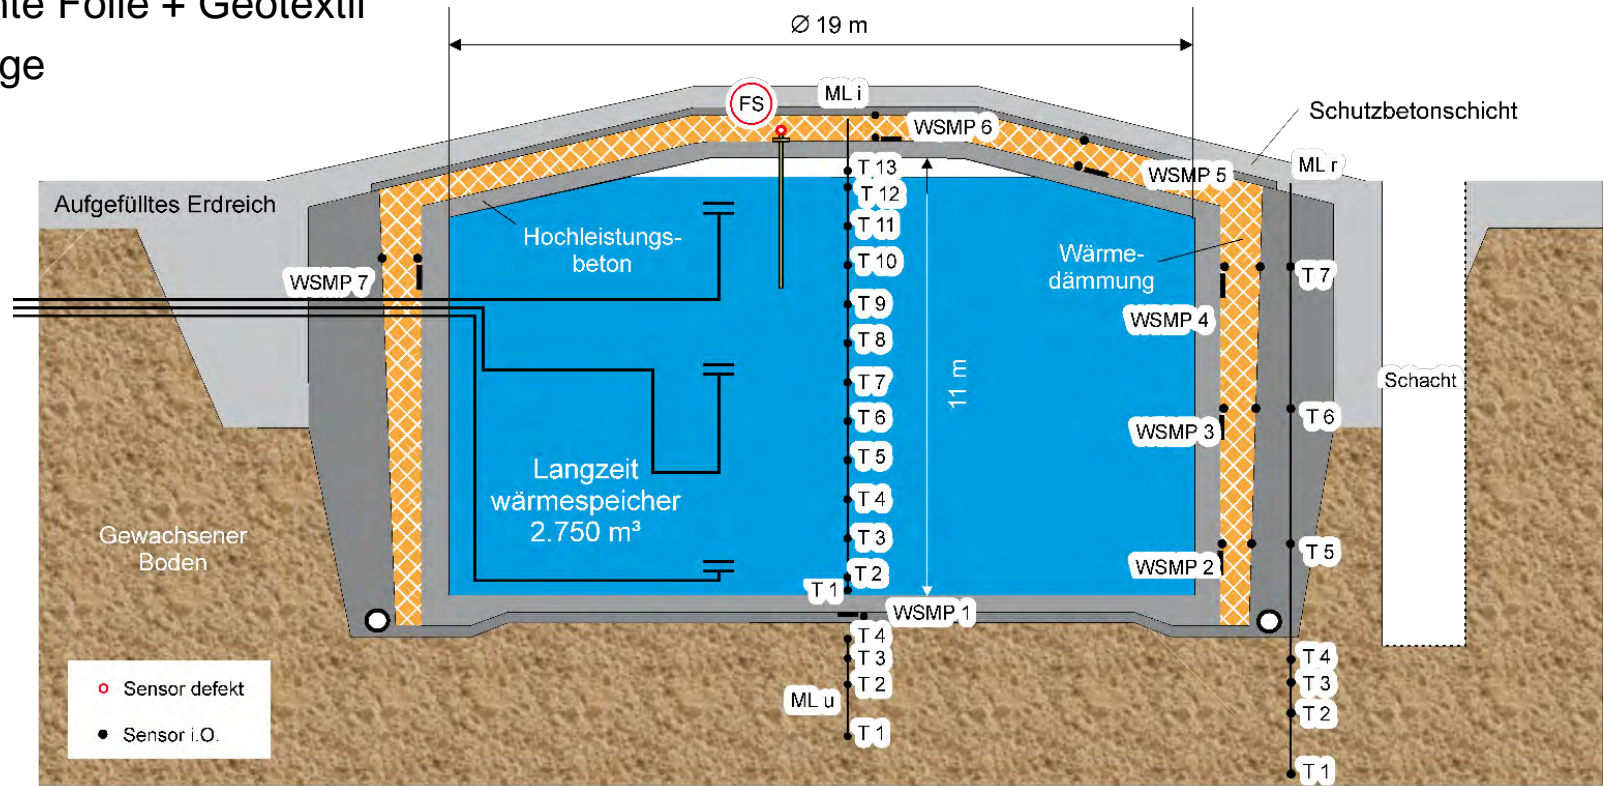 Folie + Geotextil
Ø 19 m
FS
ML i
WSMP 6
Schutzbetonschicht
T 13
WSMP 5
ML r
Aufgefülltes Erdreich
T 12
T 11
Hochleistungs-
beton
Wärme-
dämmung
T 10
T 7
WSMP 7
T 9
WSMP 4
T 8
11 m
Schacht
T 7
T 6
T 6
WSMP 3
T 5
Langzeit
wärmespeicher
2.750 m³
T 4
Gewachsener
Boden
T 3
T 5
T 2
WSMP 2
T 1
WSMP 1
T 4
T 3
T 2
ML u
T 1
T 4
T 3
T 2
T 1
Sensor defekt
Sensor i.O.